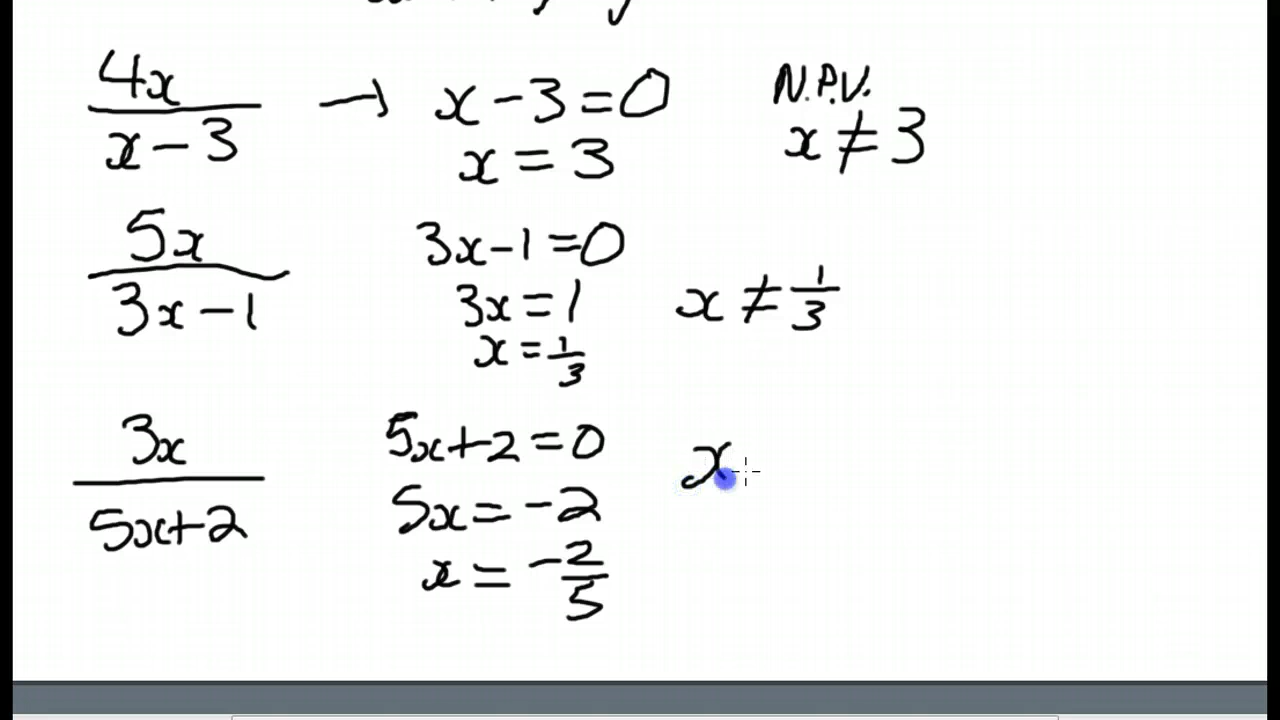 4x / x - 3 → x - 3 = 0 N.P.V.
x = 3 x ≠ 3
5x / 3x - 1 3x - 1 = 0
3x = 1 x ≠ 1/3
x = 1/3
3x / 5x + 2 5x + 2 = 0 x
5x = -2
x = -2/5